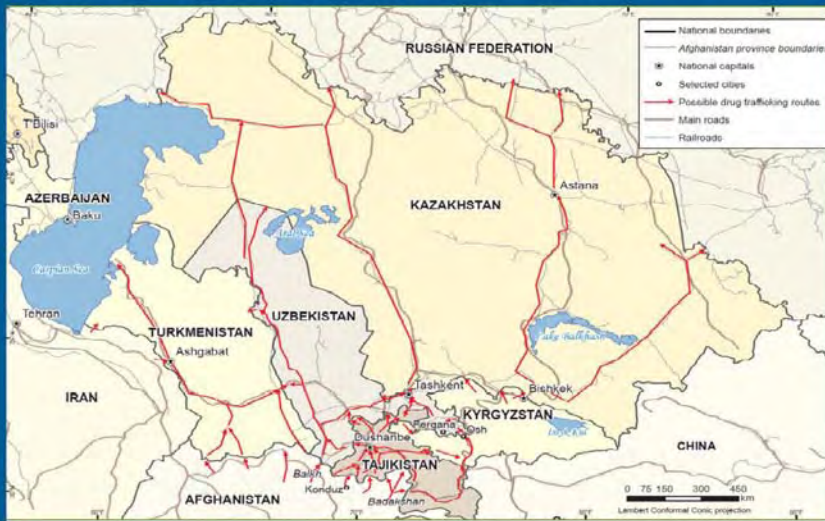 RUSSIAN FEDERATION
National boundaries
Afghanistan province boundaries
National capitals
Selected cities
Possible drug trafficking routes
Main roads
Railroads
T'Bilisi
AZERBAIJAN
Baku
Caspian Sea
Tehran
KAZAKHSTAN
Astana
Aral Sea
UZBEKISTAN
TURKMENISTAN
Ashgabat
Lake Balkhash
Tashkent
Bishkek
IRAN
KYRGYZSTAN
Fergana
Osh
Dushanbe
CHINA
TAJIKISTAN
Balkh
Konduz
AFGHANISTAN
Badakshan
0 75 150 300 450
km
Lambert Conformal Conic projection